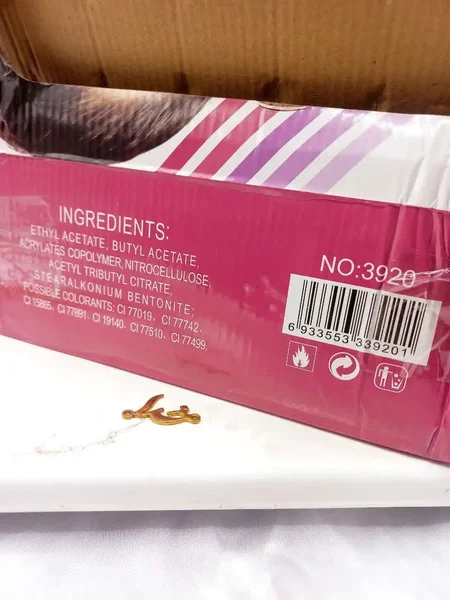 INGREDIENTS:
ETHYL ACETATE, BUTYL ACETATE,
ACRYLATES COPOLYMER, NITROCELLULOSE,
ACETYL TRIBUTYL CITRATE,
STEARALKONIUM BENTONITE;
POSSIBLE COLORANTS: CI 77019, CI 77742,
CI 15865, CI 77891, CI 19140, CI 77510, CI 77499.
NO:3920
6 933553 339201